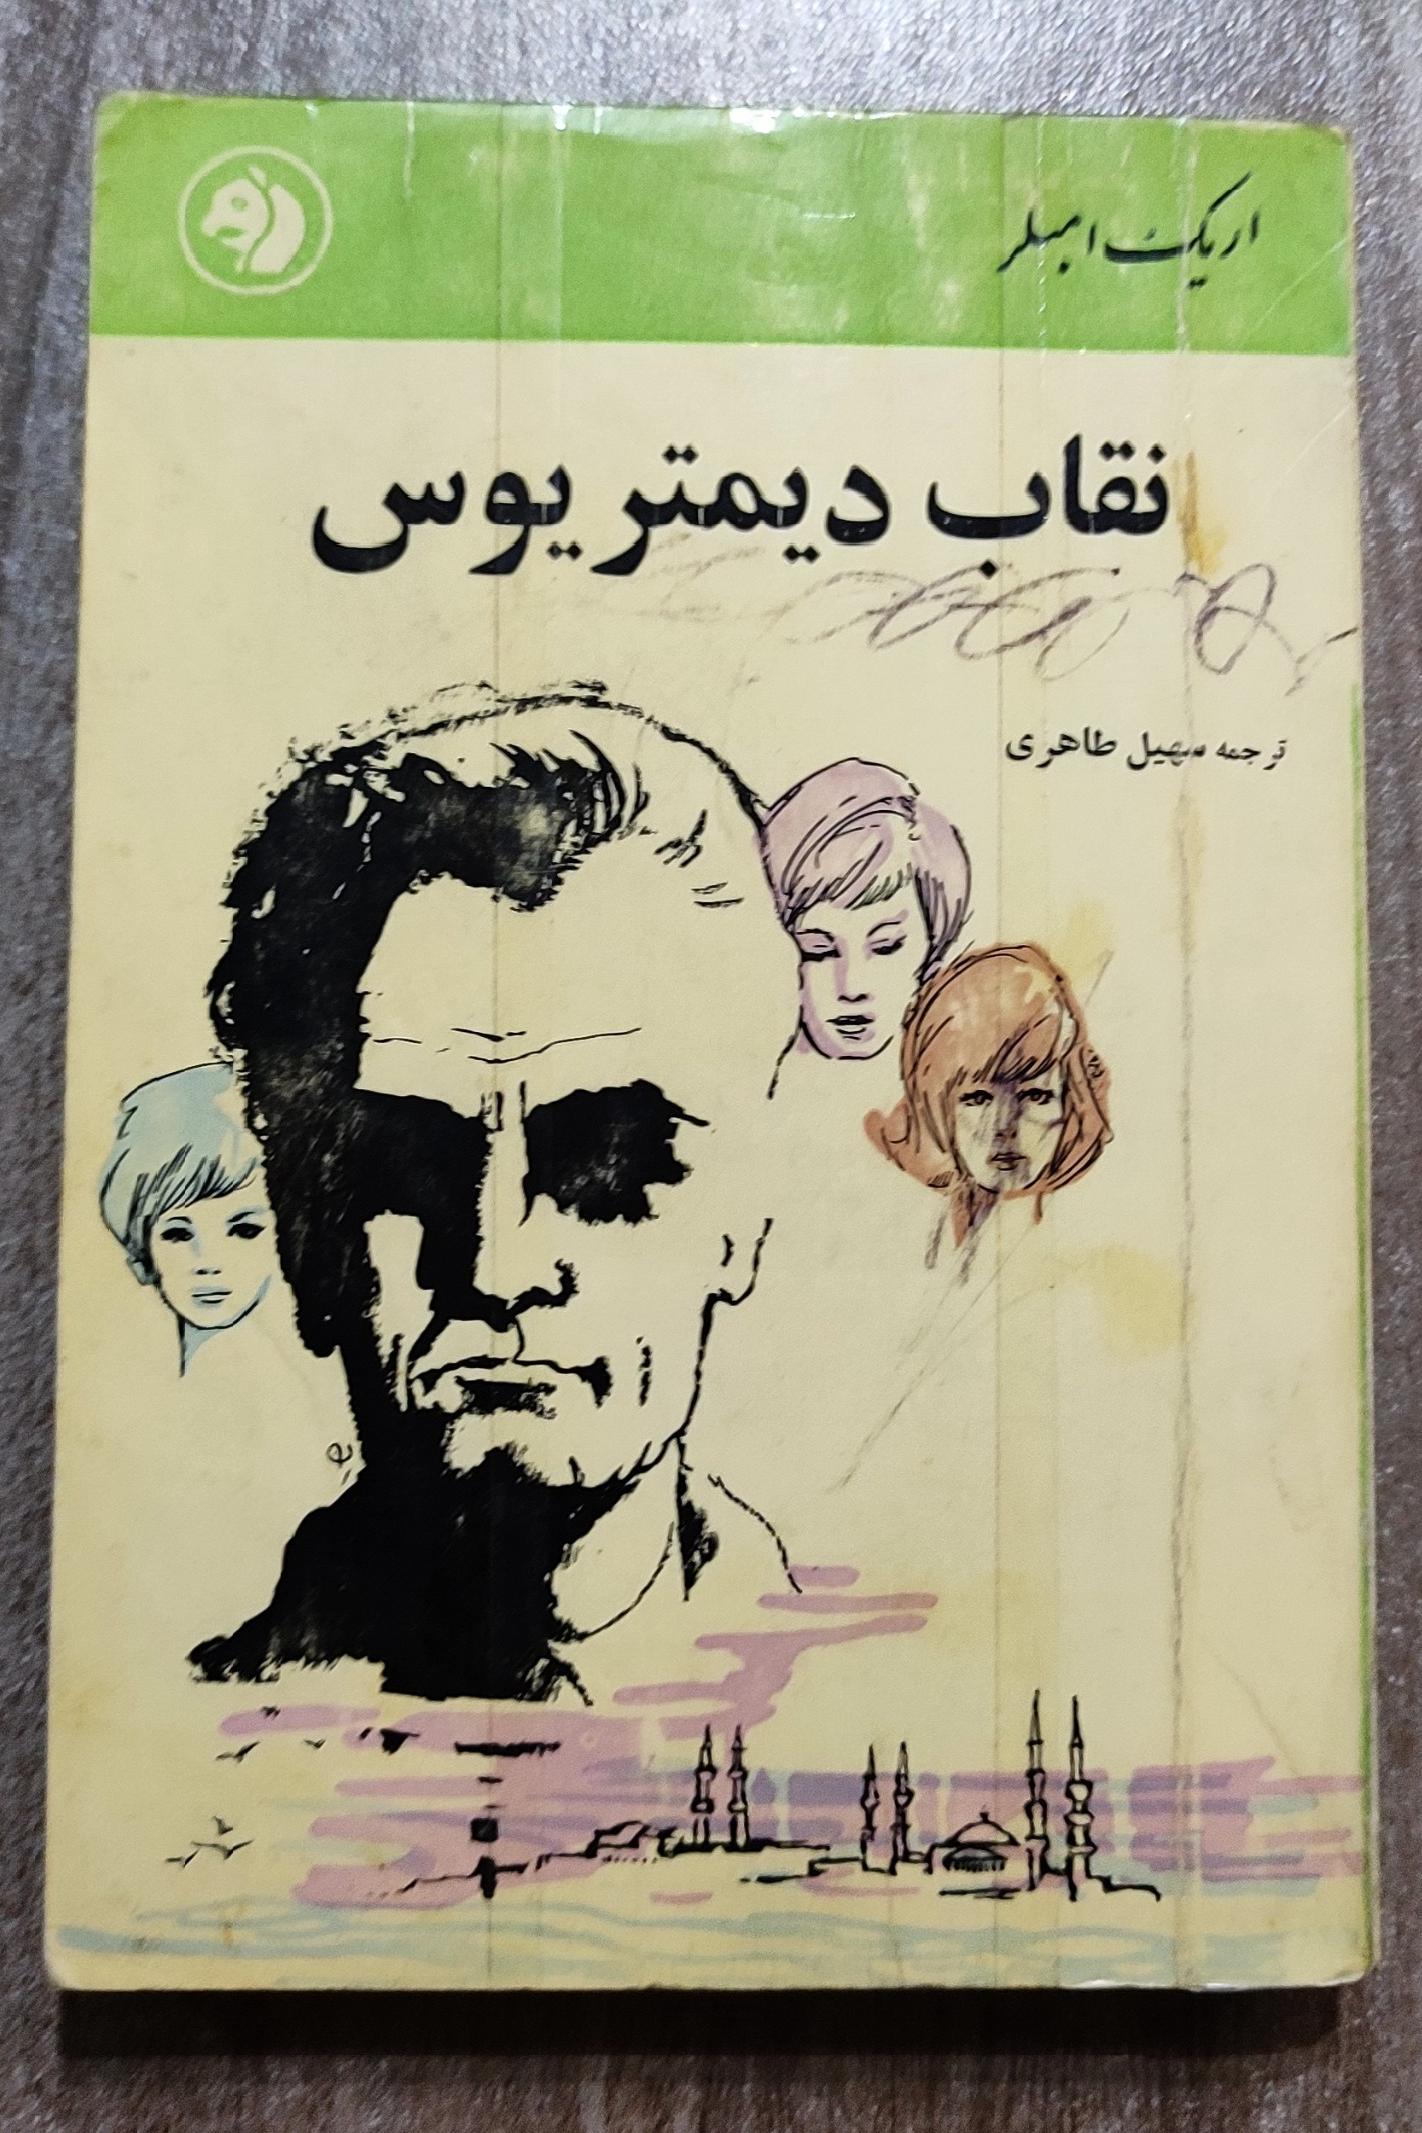 اریک امبلر
نقاب دیمتریوس
ترجمه سهیل طاهری
e